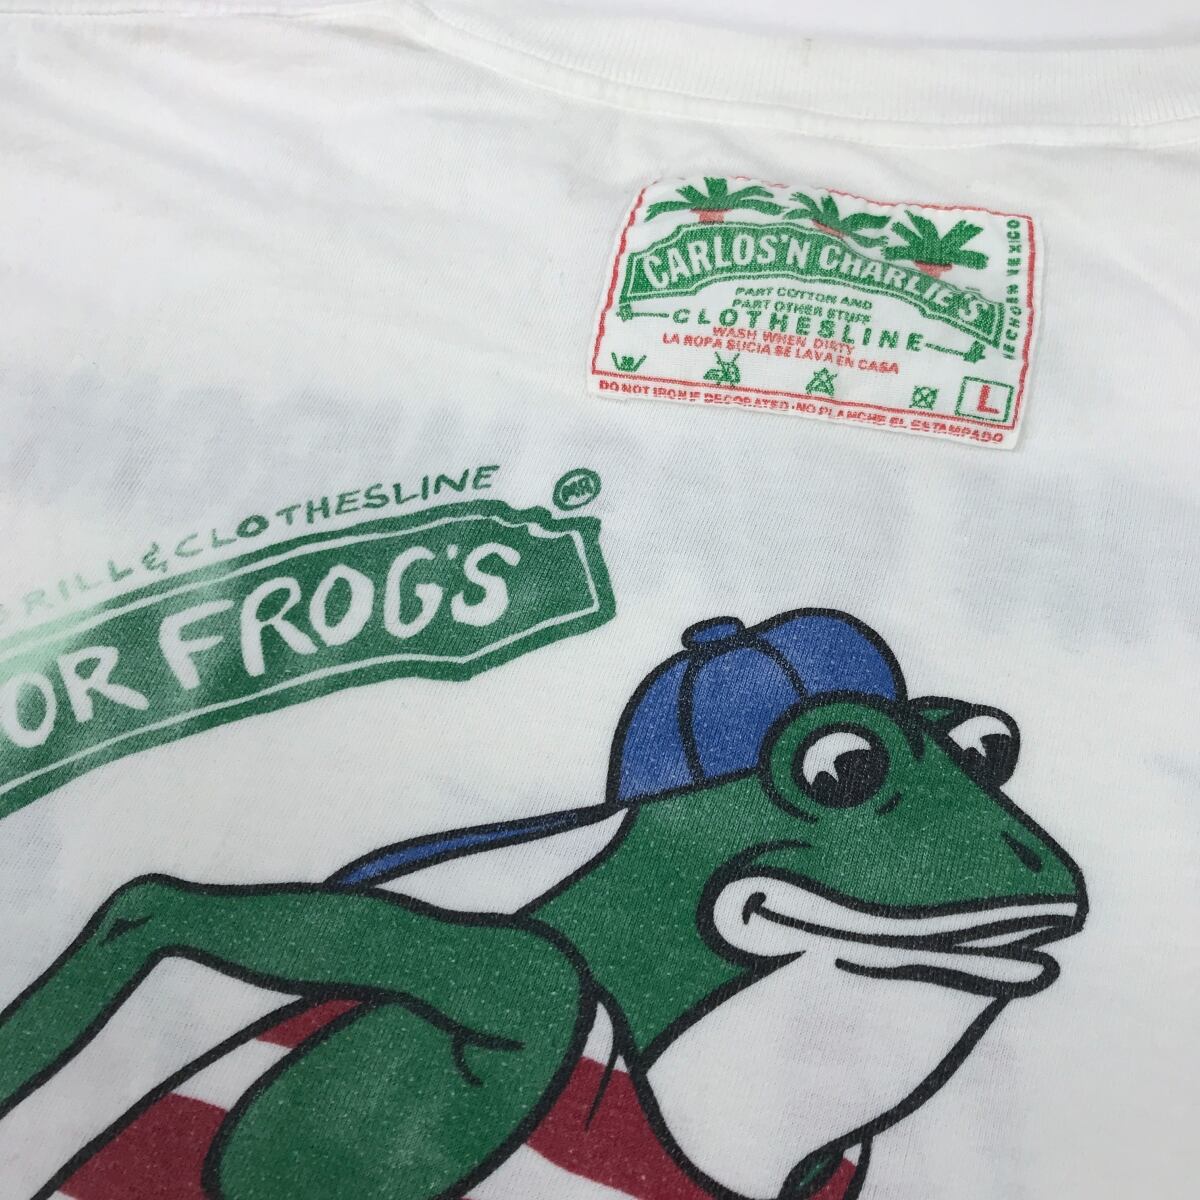 CARLOS'N CHARLIE'S
PART COTTON AND
PART OTHER STUFF
CLOTHESLINE
WASH WHEN DIRTY
LA ROPA SUCIA SE LAVA EN CASA
HECHO EN MEXICO
L
DO NOT IRON IF DECORATED · NO PLANCHE EL ESTAMPADO
RILL & CLOTHESLINE
MR
OR FROG'S